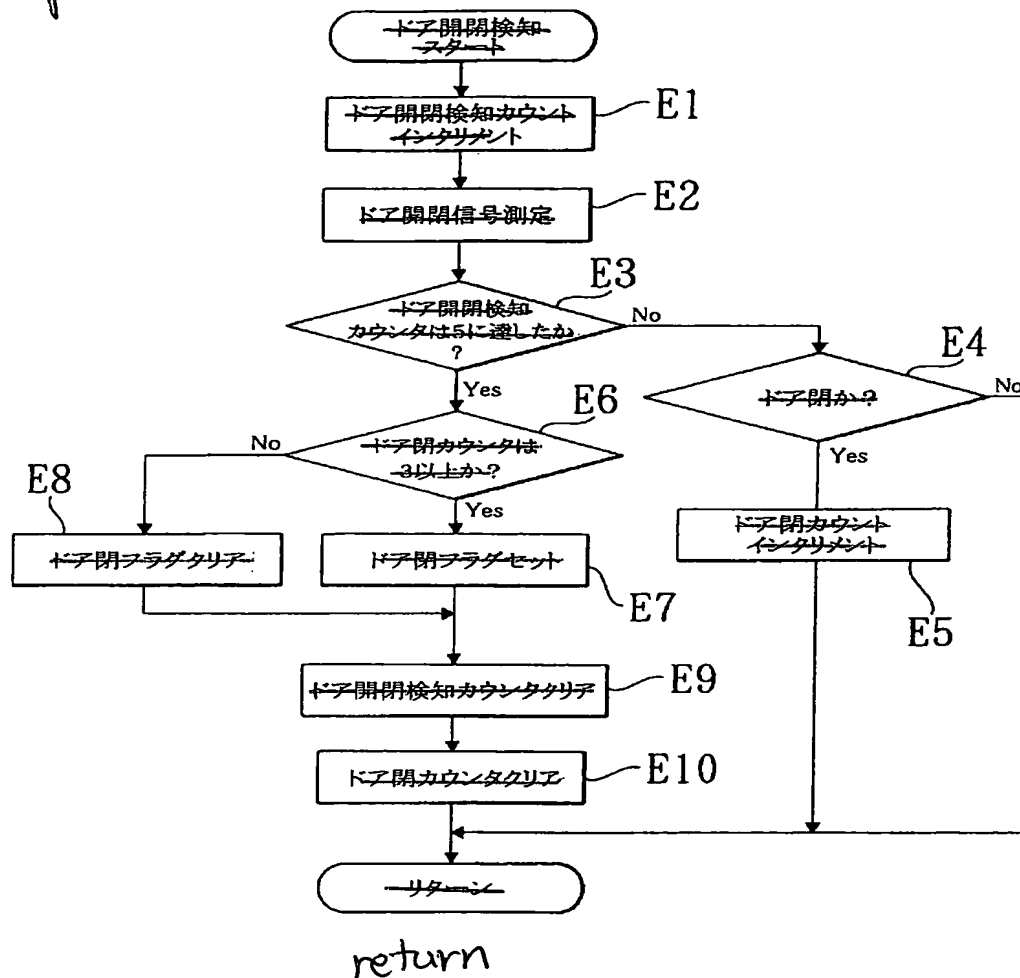 ドア開閉検知
スタート
ドア開閉検知カウント
インクリメント
E1
ドア開閉信号測定
E2
ドア開閉検知
カウンタは5に達したか
?
E3
No
Yes
ドア閉か?
E4
No
Yes
ドア閉カウンタは
3以上か?
E6
No
Yes
E8
ドア閉フラグクリア
ドア閉フラグセット
E7
ドア閉カウント
インクリメント
E5
ドア開閉検知カウンタクリア
E9
ドア閉カウンタクリア
E10
リターン
return